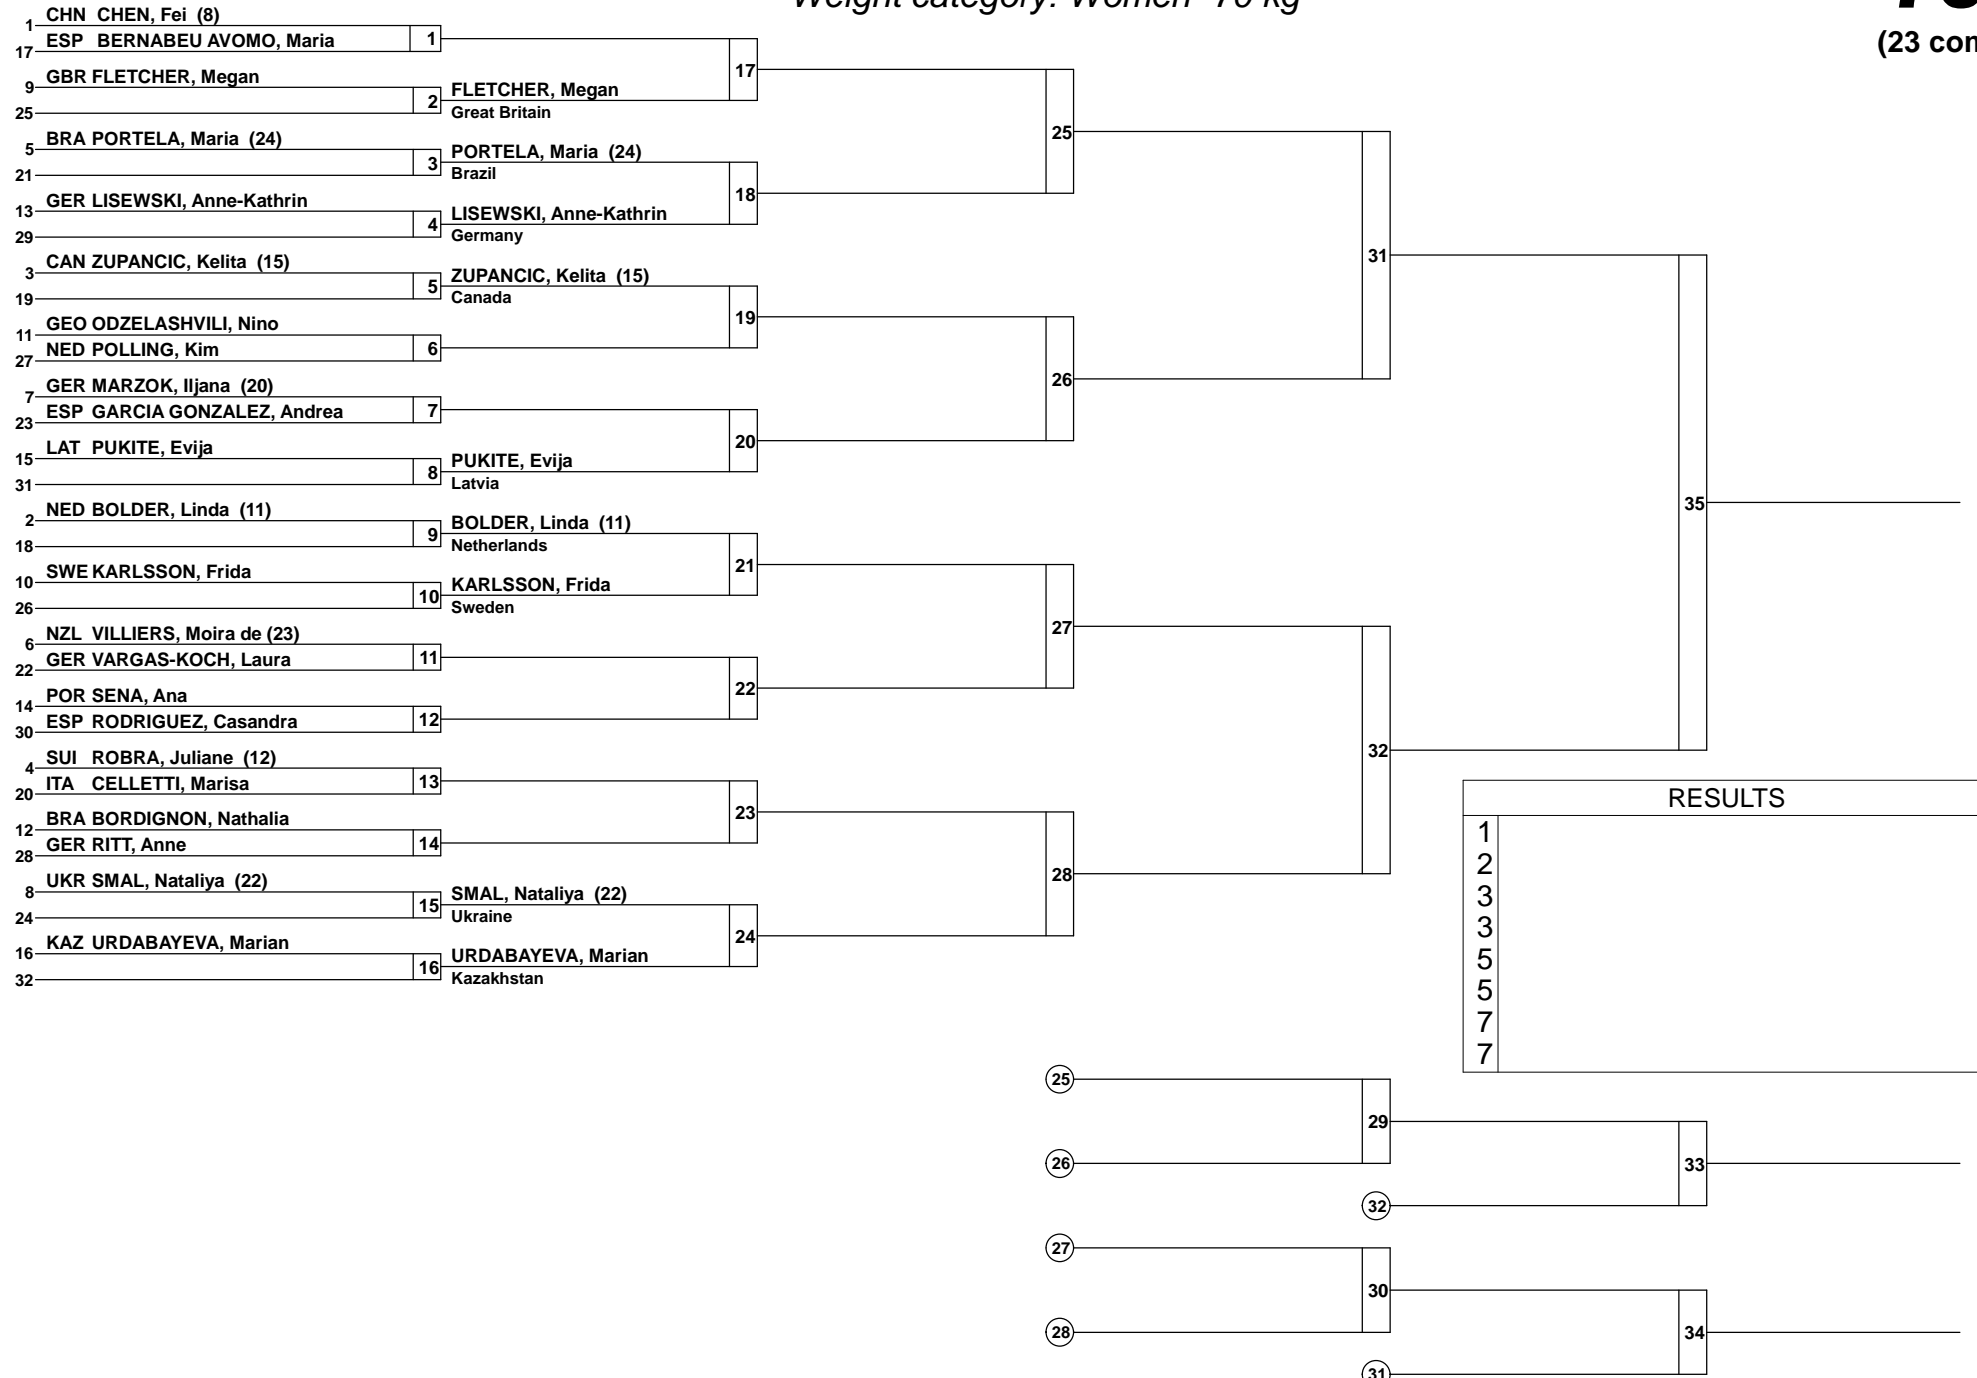 Weight category: Women -70 kg
(23 con
1 CHN CHEN, Fei (8)
17 ESP BERNABEU AVOMO, Maria
1
9 GBR FLETCHER, Megan
25
2
FLETCHER, Megan
Great Britain
17
5 BRA PORTELA, Maria (24)
21
3
PORTELA, Maria (24)
Brazil
13 GER LISEWSKI, Anne-Kathrin
29
4
LISEWSKI, Anne-Kathrin
Germany
18
25
3 CAN ZUPANCIC, Kelita (15)
19
5
ZUPANCIC, Kelita (15)
Canada
11 GEO ODZELASHVILI, Nino
27 NED POLLING, Kim
6
19
7 GER MARZOK, Iljana (20)
23 ESP GARCIA GONZALEZ, Andrea
7
15 LAT PUKITE, Evija
31
8
PUKITE, Evija
Latvia
20
26
31
2 NED BOLDER, Linda (11)
18
9
BOLDER, Linda (11)
Netherlands
10 SWE KARLSSON, Frida
26
10
KARLSSON, Frida
Sweden
21
6 NZL VILLIERS, Moira de (23)
22 GER VARGAS-KOCH, Laura
11
14 POR SENA, Ana
30 ESP RODRIGUEZ, Casandra
12
22
27
4 SUI ROBRA, Juliane (12)
20 ITA CELLETTI, Marisa
13
12 BRA BORDIGNON, Nathalia
28 GER RITT, Anne
14
23
8 UKR SMAL, Nataliya (22)
24
15
SMAL, Nataliya (22)
Ukraine
16 KAZ URDABAYEVA, Marian
32
16
URDABAYEVA, Marian
Kazakhstan
24
28
32
35
RESULTS
1
2
3
3
5
5
7
7
25
26
29
32
33
27
28
30
31
34